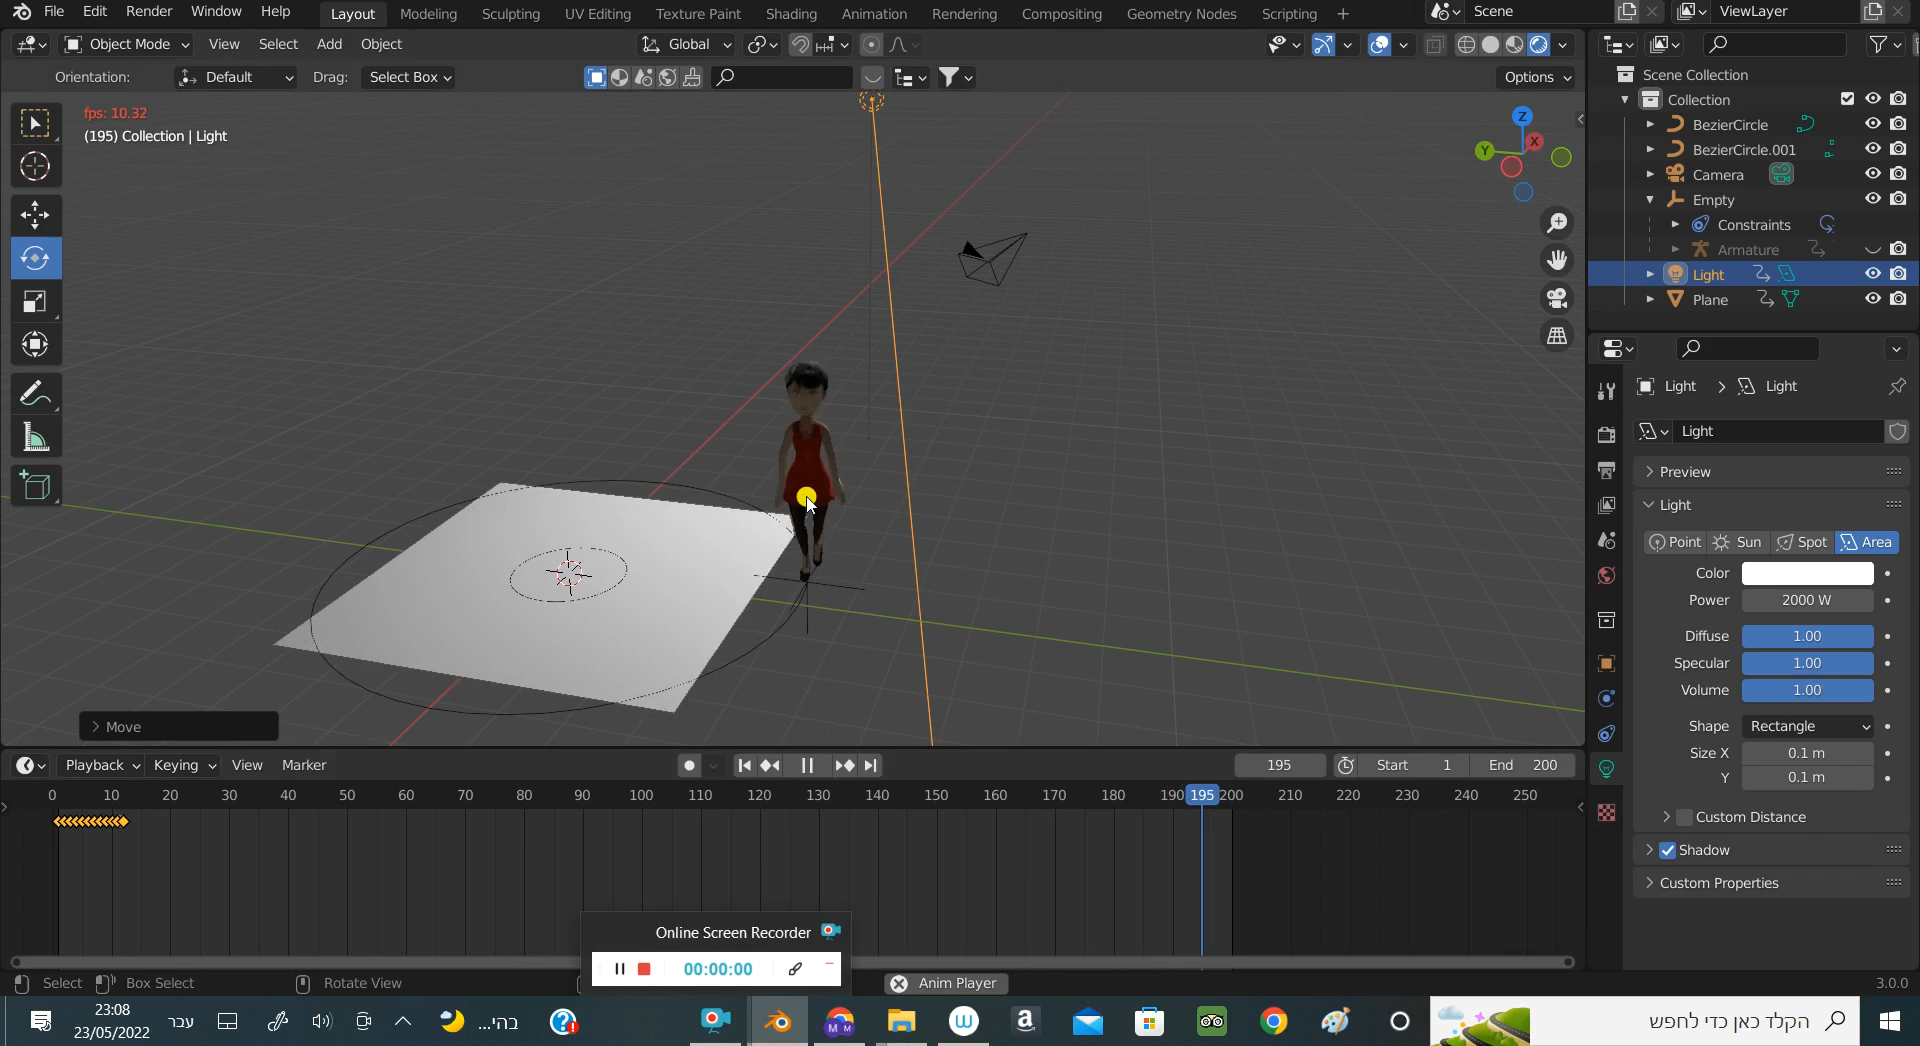 File Edit Render Window Help Layout Modeling Sculpting UV Editing Texture Paint Shading Animation Rendering Compositing Geometry Nodes Scripting + Scene ViewLayer
Object Mode View Select Add Object Global
Orientation: Default Drag: Select Box Options
fps: 10.32
(195) Collection | Light
Z
X
Y
Scene Collection
Collection
BezierCircle
BezierCircle.001
Camera
Empty
Constraints
Armature
Light
Plane
Light > Light
Light
Preview
Light
Point Sun Spot Area
Color
Power 2000 W
Diffuse 1.00
Specular 1.00
Volume 1.00
Shape Rectangle
Size X 0.1 m
Y 0.1 m
Custom Distance
Shadow
Custom Properties
> Move
Playback Keying View Marker 195 Start 1 End 200
0 10 20 30 40 50 60 70 80 90 100 110 120 130 140 150 160 170 180 190 195 200 210 220 230 240 250
Online Screen Recorder
00:00:00
Select Box Select Rotate View Anim Player 3.0.0
23:08
23/05/2022
עבר
בהי...
הקלד כאן כדי לחפש